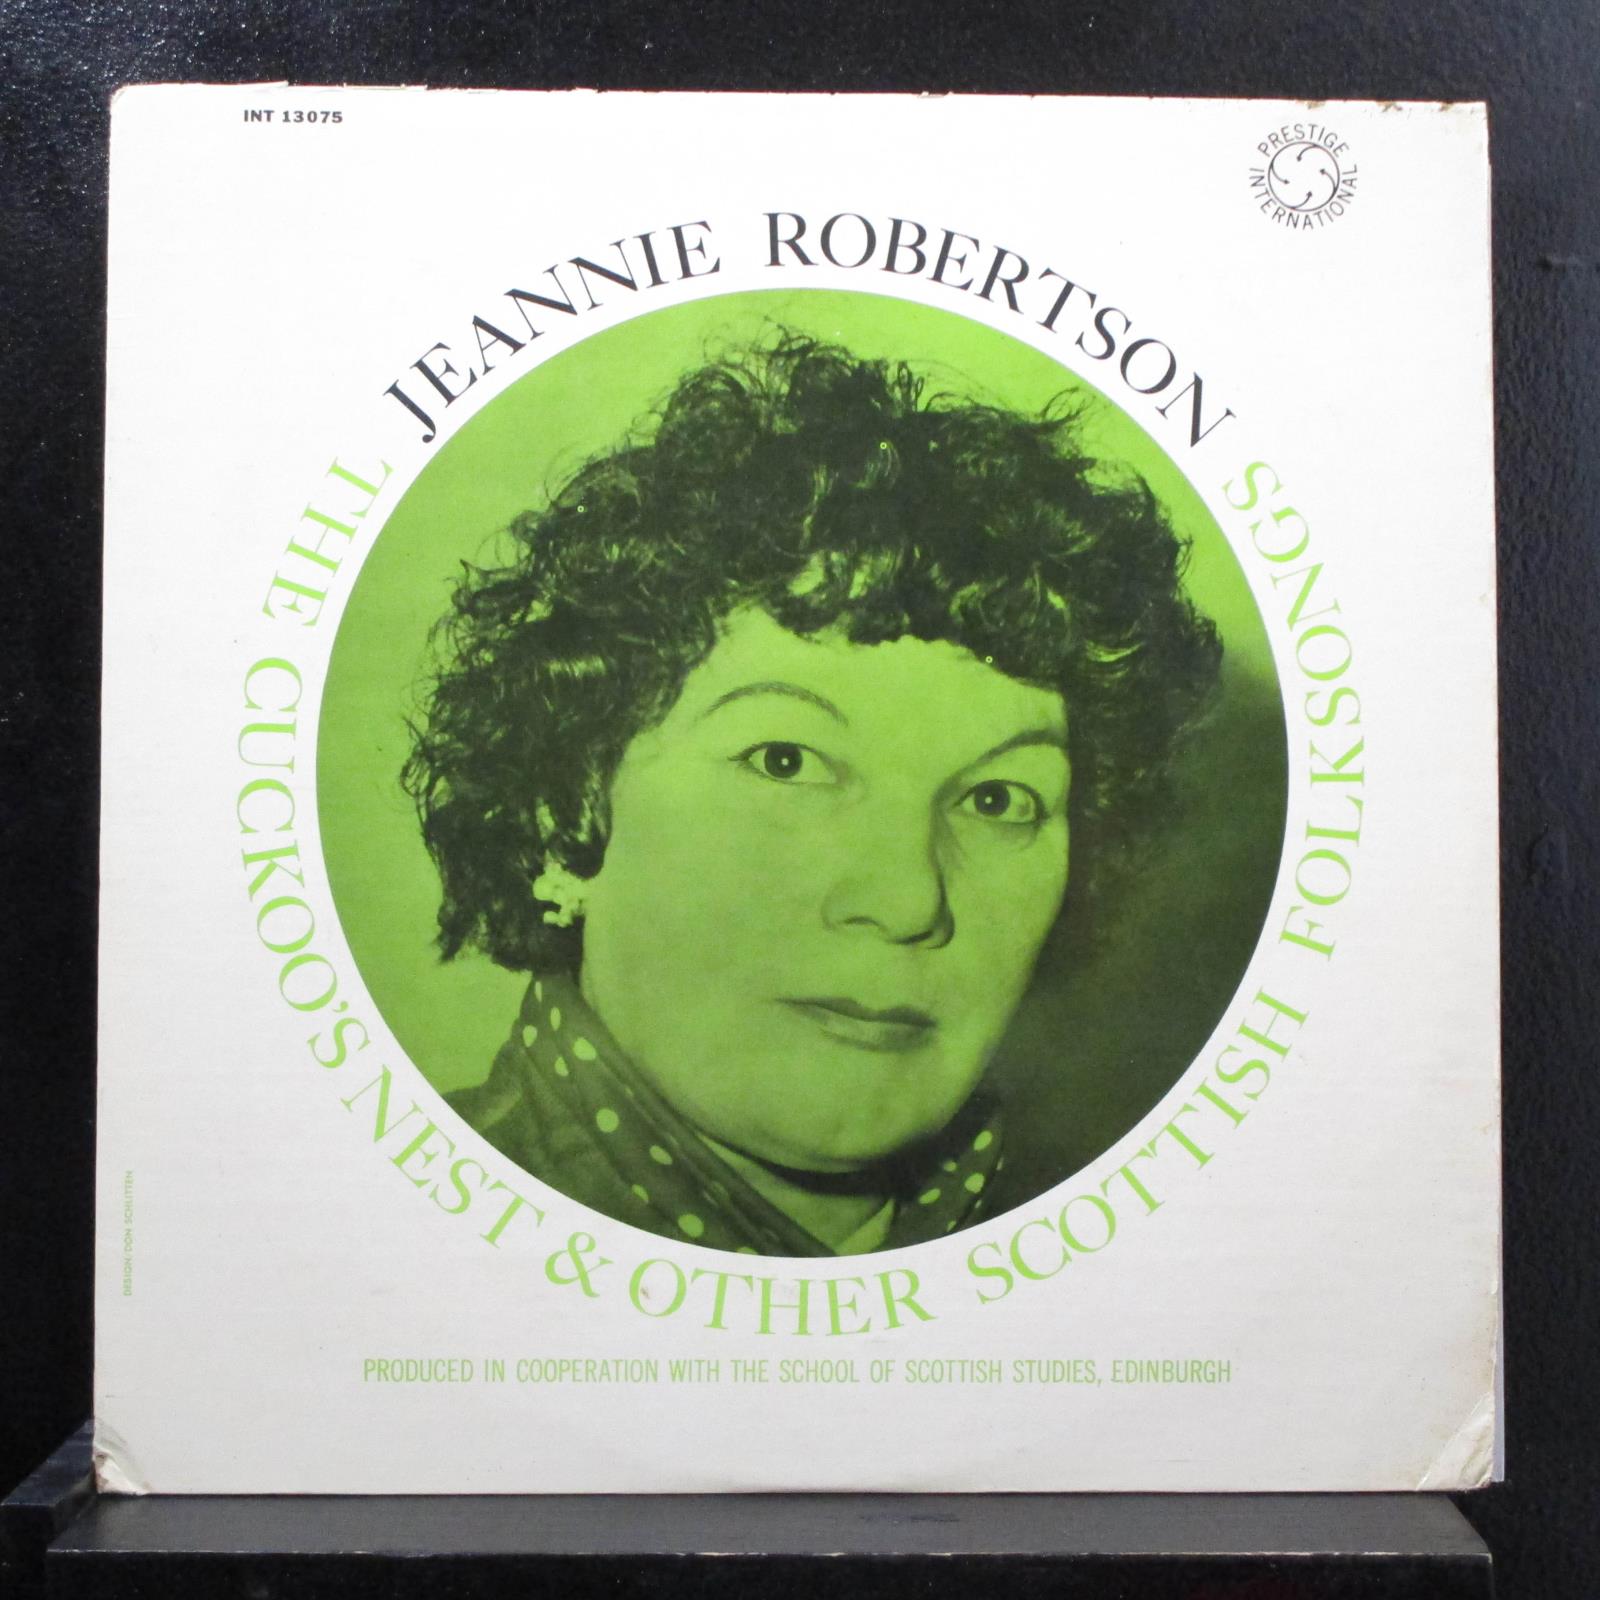 INT 13075
PRESTIGE
INTERNATIONAL
JEANNIE ROBERTSON
THE CUCKOO'S NEST & OTHER SCOTTISH FOLKSONGS
DESIGN/DON SCHLITTEN
PRODUCED IN COOPERATION WITH THE SCHOOL OF SCOTTISH STUDIES, EDINBURGH